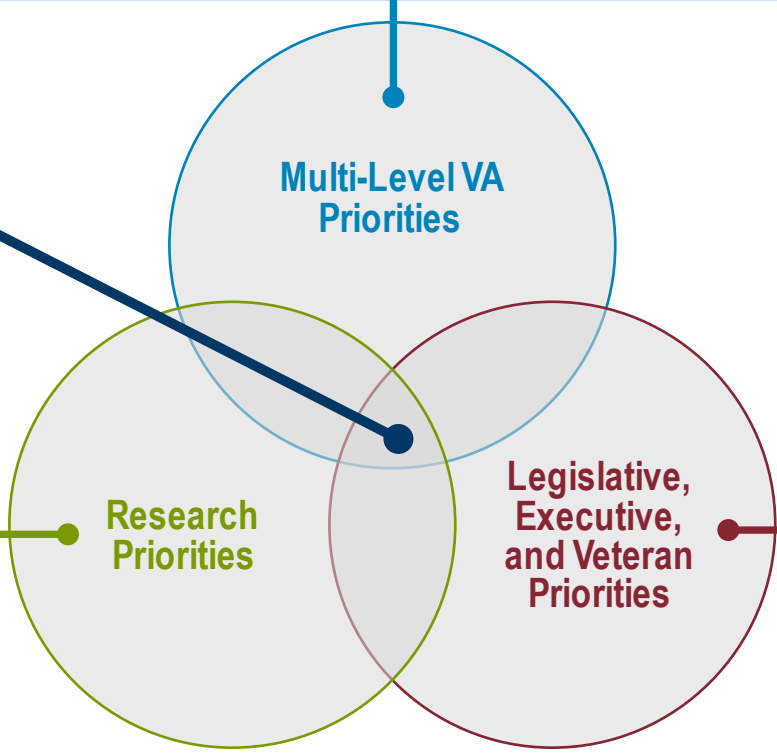 Multi-Level VA
Priorities
Research
Priorities
Legislative,
Executive,
and Veteran
Priorities